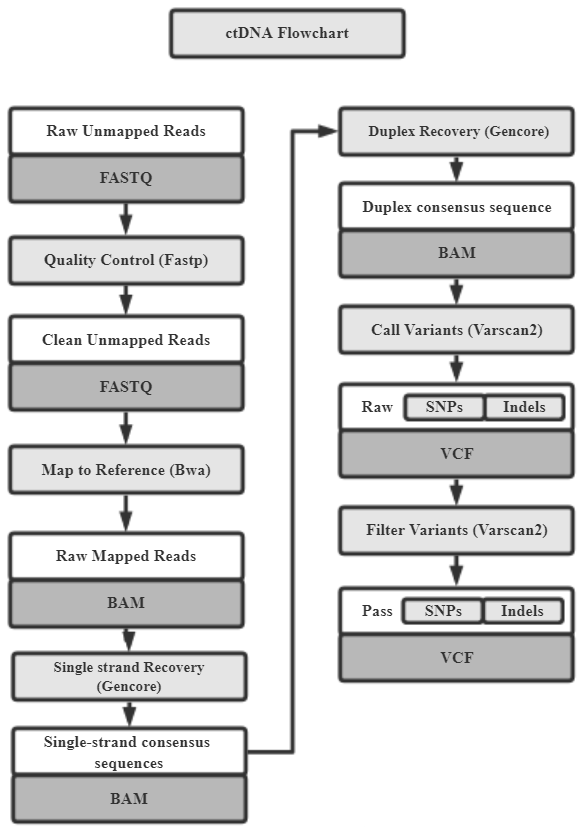 ctDNA Flowchart
Raw Unmapped Reads
FASTQ
Quality Control (Fastp)
Clean Unmapped Reads
FASTQ
Map to Reference (Bwa)
Raw Mapped Reads
BAM
Single strand Recovery
(Gencore)
Single-strand consensus
sequences
BAM
Duplex Recovery (Gencore)
Duplex consensus sequence
BAM
Call Variants (Varscan2)
Raw SNPs Indels
VCF
Filter Variants (Varscan2)
Pass SNPs Indels
VCF